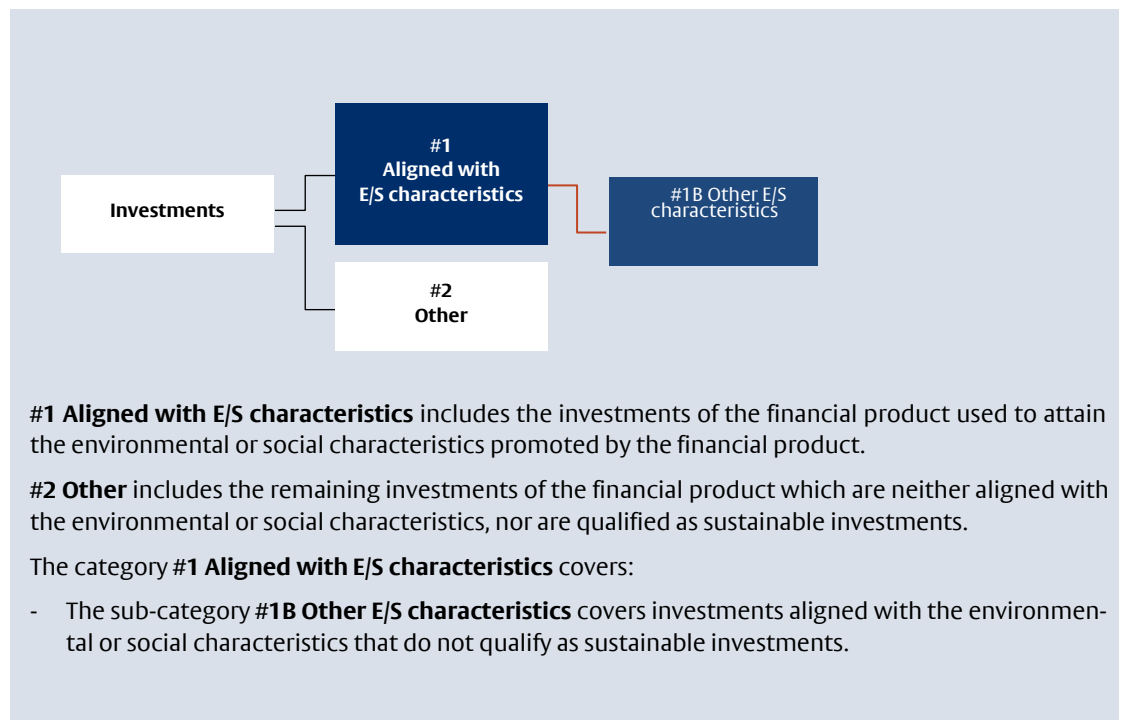 #1
Aligned with
E/S characteristics
Investments
#1B Other E/S
characteristics
#2
Other
#1 Aligned with E/S characteristics includes the investments of the financial product used to attain
the environmental or social characteristics promoted by the financial product.
#2 Other includes the remaining investments of the financial product which are neither aligned with
the environmental or social characteristics, nor are qualified as sustainable investments.
The category #1 Aligned with E/S characteristics covers:
- The sub-category #1B Other E/S characteristics covers investments aligned with the environmen-
tal or social characteristics that do not qualify as sustainable investments.